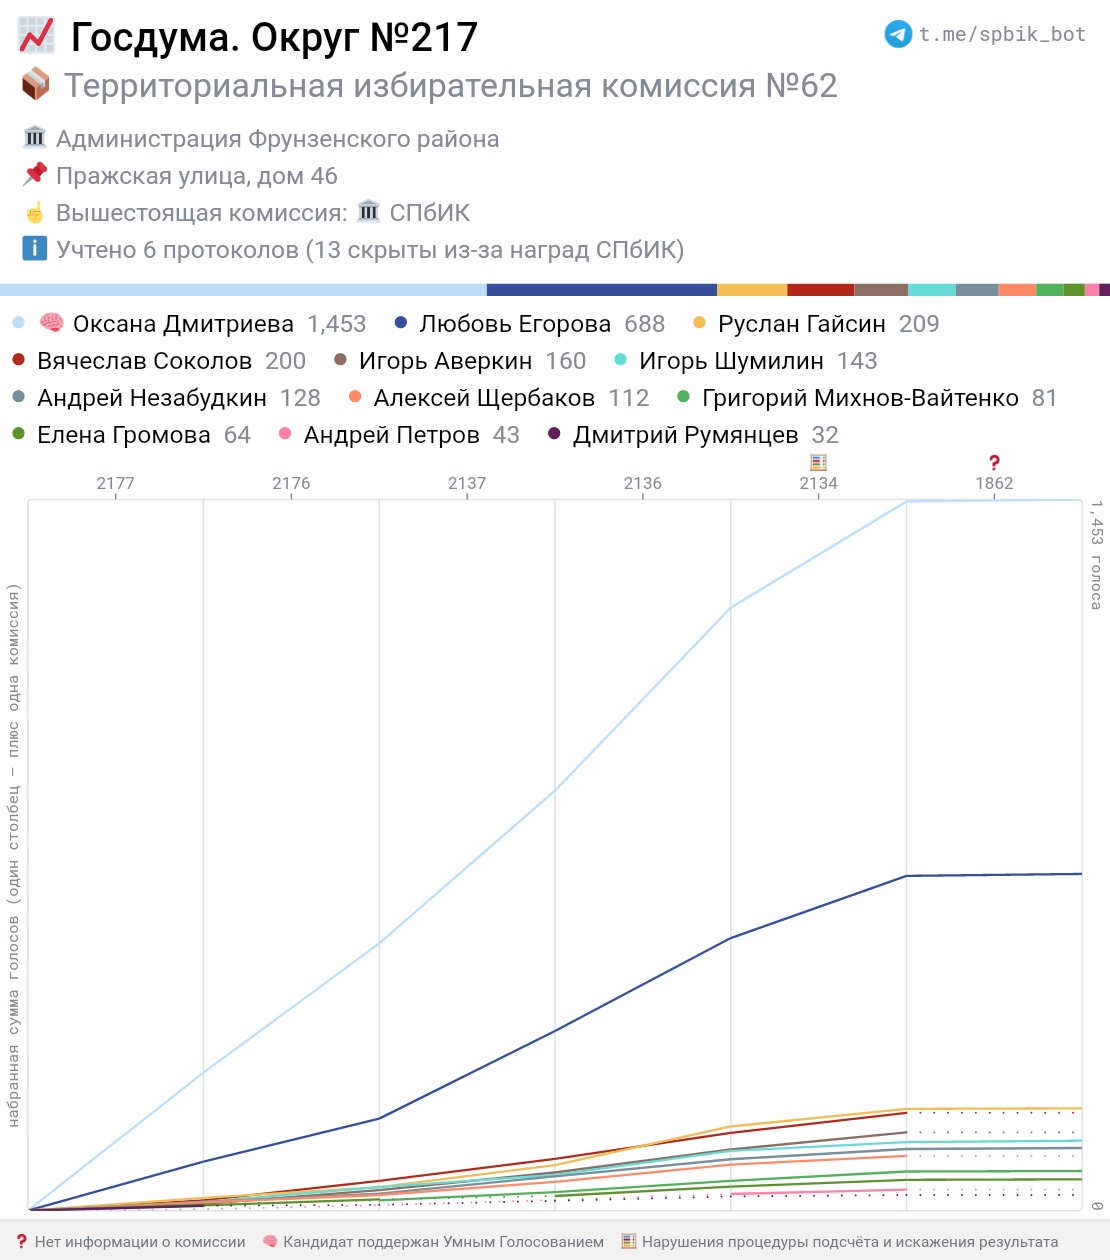 Госдума. Округ №217
t.me/spbik_bot
Территориальная избирательная комиссия №62
Администрация Фрунзенского района
Пражская улица, дом 46
Вышестоящая комиссия: СПбИК
Учтено 6 протоколов (13 скрыты из-за наград СПбИК)
Оксана Дмитриева 1,453 Любовь Егорова 688 Руслан Гайсин 209
Вячеслав Соколов 200 Игорь Аверкин 160 Игорь Шумилин 143
Андрей Незабудкин 128 Алексей Щербаков 112 Григорий Михнов-Вайтенко 81
Елена Громова 64 Андрей Петров 43 Дмитрий Румянцев 32
2177 2176 2137 2136 2134 1862
набранная сумма голосов (один столбец – плюс одна комиссия)
1,453 голоса
0
Нет информации о комиссии Кандидат поддержан Умным Голосованием Нарушения процедуры подсчёта и искажения результата